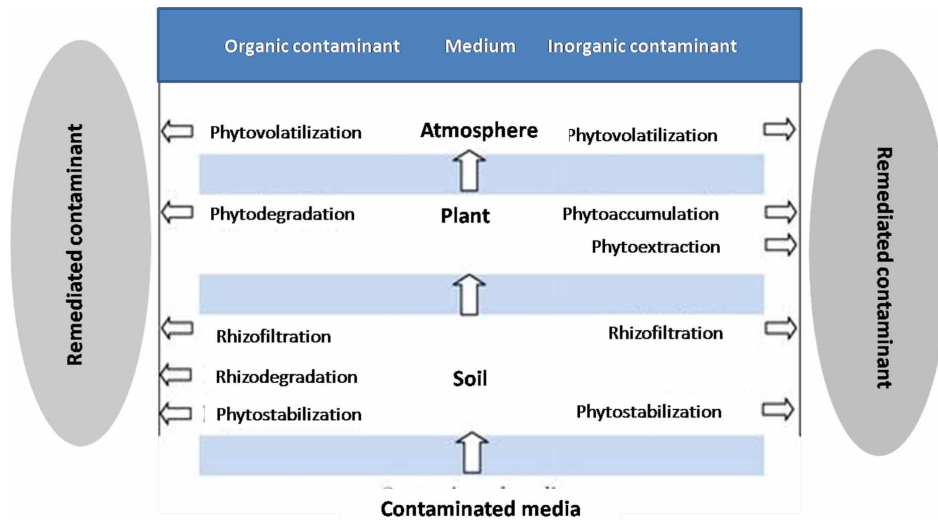 Organic contaminant Medium Inorganic contaminant
Phytovolatilization Atmosphere Phytovolatilization
Phytodegradation Plant Phytoaccumulation
Phytoextraction
Rhizofiltration Rhizofiltration
Rhizodegradation Soil
Phytostabilization Phytostabilization
Contaminated media
Remediated contaminant
Remediated contaminant